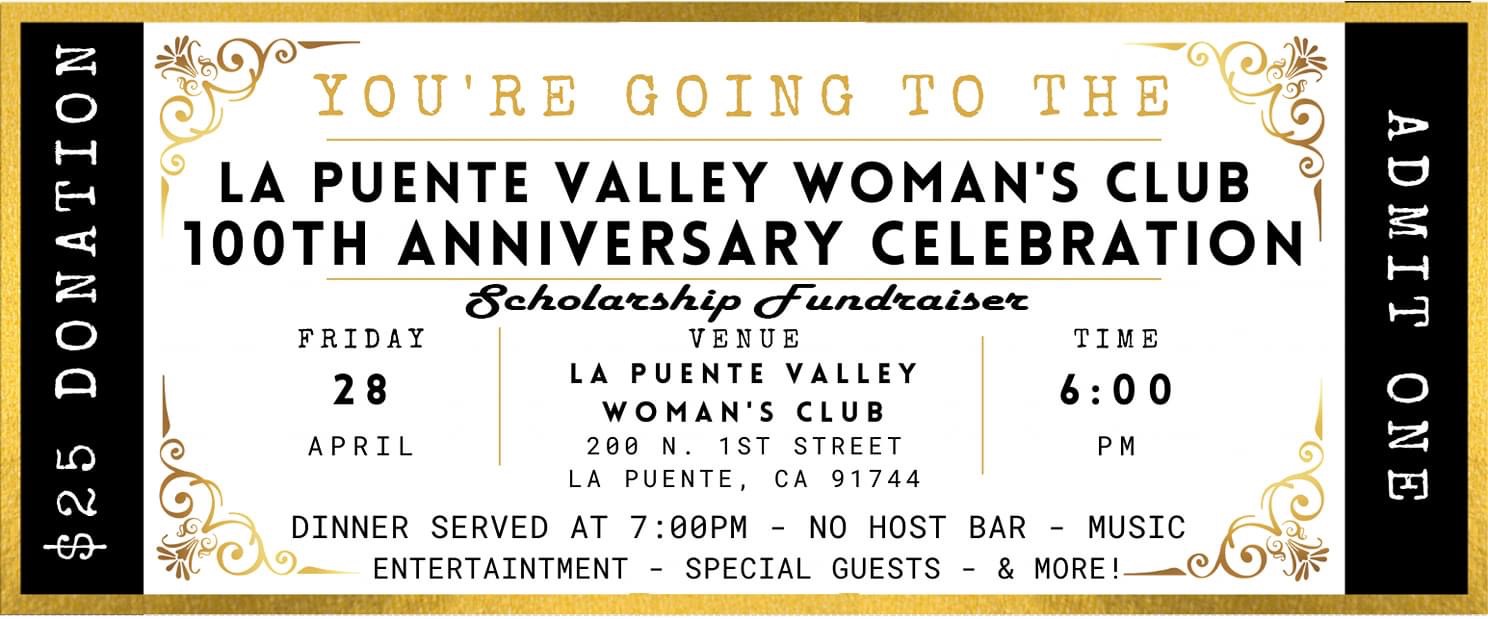 $25 DONATION
YOU'RE GOING TO THE
LA PUENTE VALLEY WOMAN'S CLUB
100TH ANNIVERSARY CELEBRATION
Scholarship Fundraiser
FRIDAY
28
APRIL
VENUE
LA PUENTE VALLEY
WOMAN'S CLUB
200 N. 1ST STREET
LA PUENTE, CA 91744
TIME
6:00
PM
DINNER SERVED AT 7:00PM - NO HOST BAR - MUSIC
ENTERTAINTMENT - SPECIAL GUESTS - & MORE!
ADMIT ONE